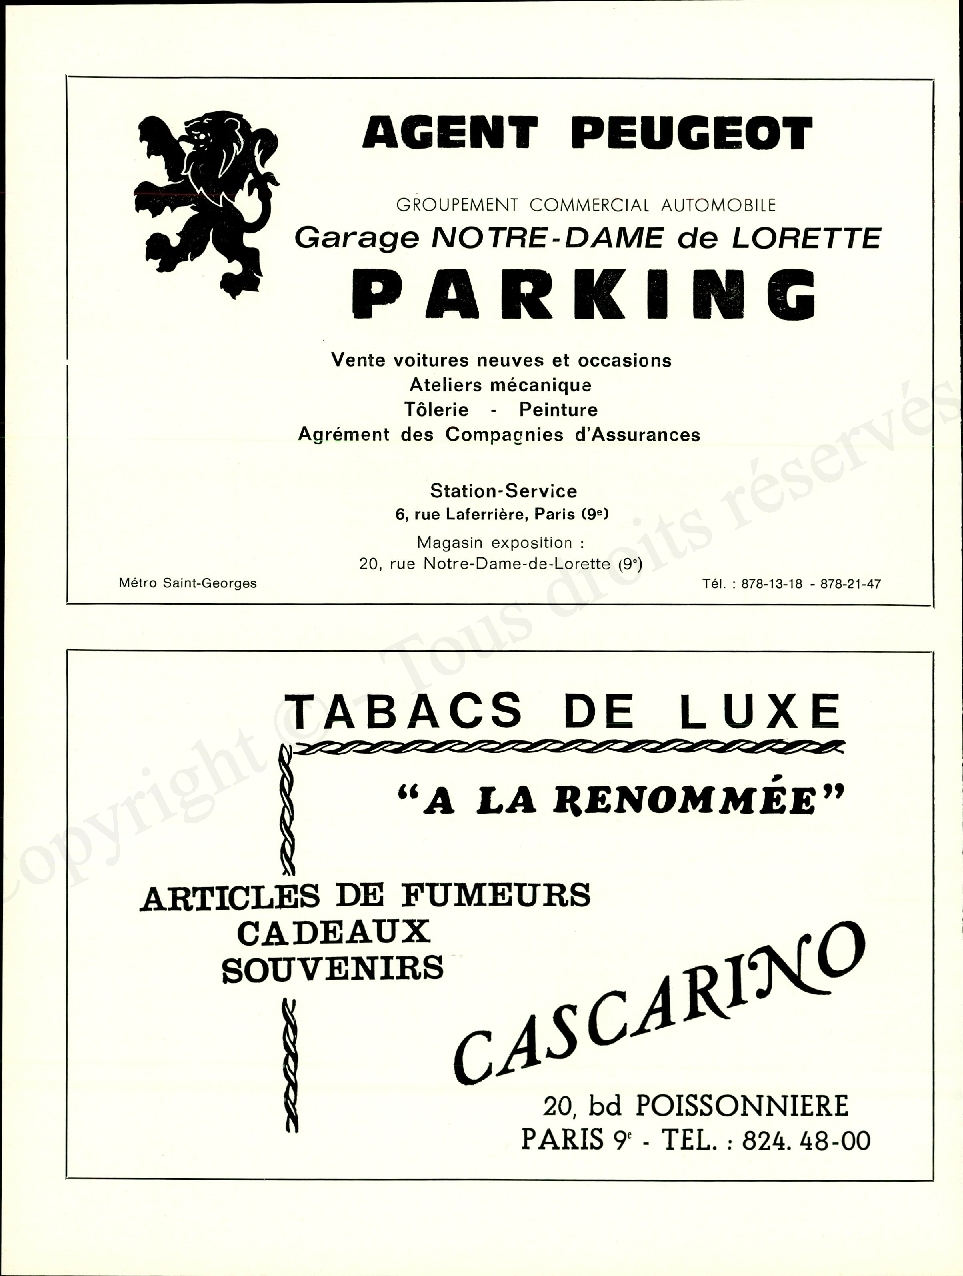 AGENT PEUGEOT
GROUPEMENT COMMERCIAL AUTOMOBILE
Garage NOTRE-DAME de LORETTE
PARKING
Vente voitures neuves et occasions
Ateliers mécanique
Tôlerie - Peinture
Agrément des Compagnies d'Assurances
Station-Service
6, rue Laferrière, Paris (9e)
Magasin exposition :
20, rue Notre-Dame-de-Lorette (9e)
Métro Saint-Georges
Tél. : 878-13-18 - 878-21-47
TABACS DE LUXE
“A LA RENOMMÉE”
ARTICLES DE FUMEURS
CADEAUX
SOUVENIRS
CASCARINO
20, bd POISSONNIERE
PARIS 9e - TEL. : 824. 48-00
Copyright © - Tous droits réservés